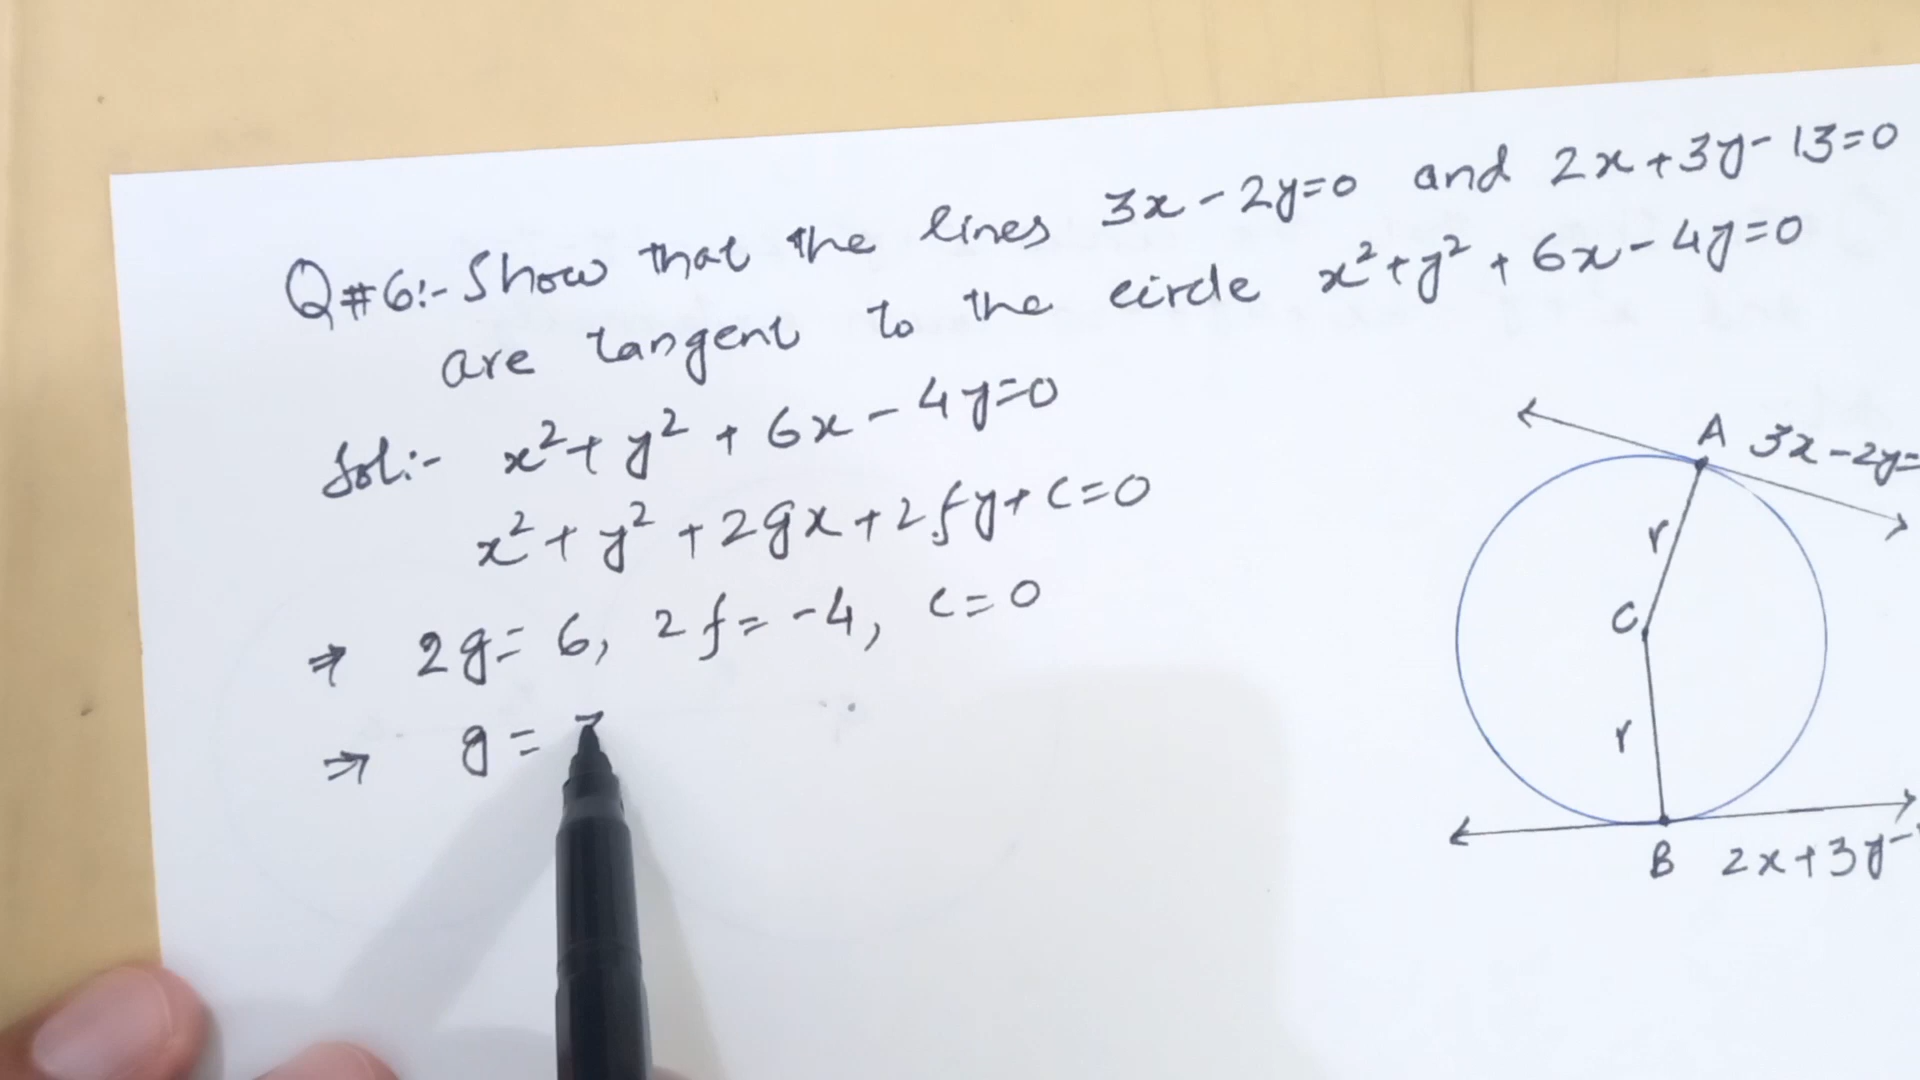 Q#6:- Show that the lines 3x-2y=0 and 2x+3y-13=0
are tangent to the circle x²+y²+6x-4y=0
Sol:- x²+y²+6x-4y=0
x²+y²+2gx+2fy+c=0
⇒ 2g=6, 2f=-4, c=0
⇒ g=
A 3x-2y=
r
C
r
B 2x+3y-